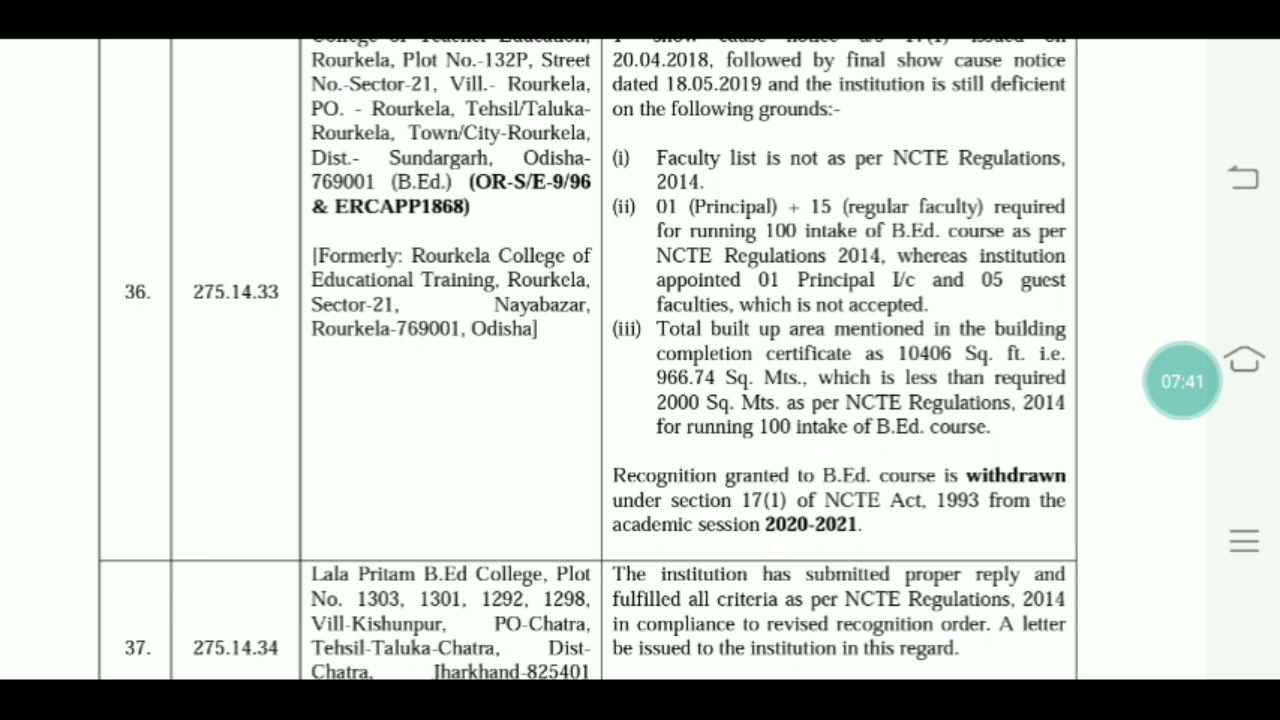 College of Teacher Education,
Rourkela, Plot No.-132P, Street
No.-Sector-21, Vill.- Rourkela,
PO. - Rourkela, Tehsil/Taluka-
Rourkela, Town/City-Rourkela,
Dist.- Sundargarh, Odisha-
769001 (B.Ed.) (OR-S/E-9/96
& ERCAPP1868)
[Formerly: Rourkela College of
Educational Training, Rourkela,
Sector-21, Nayabazar,
Rourkela-769001, Odisha]
36.
275.14.33
show cause notice u/s 17(1) issued on
20.04.2018, followed by final show cause notice
dated 18.05.2019 and the institution is still deficient
on the following grounds:-
(i) Faculty list is not as per NCTE Regulations,
2014.
(ii) 01 (Principal) + 15 (regular faculty) required
for running 100 intake of B.Ed. course as per
NCTE Regulations 2014, whereas institution
appointed 01 Principal I/c and 05 guest
faculties, which is not accepted.
(iii) Total built up area mentioned in the building
completion certificate as 10406 Sq. ft. i.e.
966.74 Sq. Mts., which is less than required
2000 Sq. Mts. as per NCTE Regulations, 2014
for running 100 intake of B.Ed. course.
Recognition granted to B.Ed. course is withdrawn
under section 17(1) of NCTE Act, 1993 from the
academic session 2020-2021.
37.
275.14.34
Lala Pritam B.Ed College, Plot
No. 1303, 1301, 1292, 1298,
Vill-Kishunpur, PO-Chatra,
Tehsil-Taluka-Chatra, Dist-
Chatra, Jharkhand-825401
The institution has submitted proper reply and
fulfilled all criteria as per NCTE Regulations, 2014
in compliance to revised recognition order. A letter
be issued to the institution in this regard.
07:41